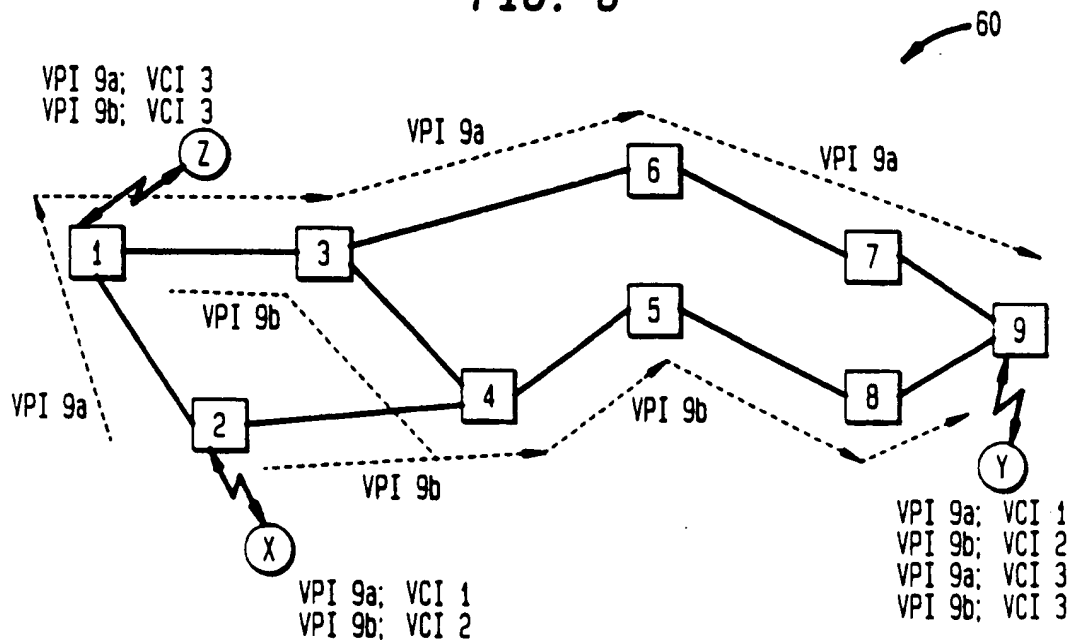 60
VPI 9a; VCI 3
VPI 9b; VCI 3
Z
VPI 9a
VPI 9a
6
1
3
7
VPI 9b
5
9
VPI 9a
4
VPI 9b
8
2
VPI 9b
Y
X
VPI 9a; VCI 1
VPI 9b; VCI 2
VPI 9a; VCI 3
VPI 9b; VCI 3
VPI 9a; VCI 1
VPI 9b; VCI 2